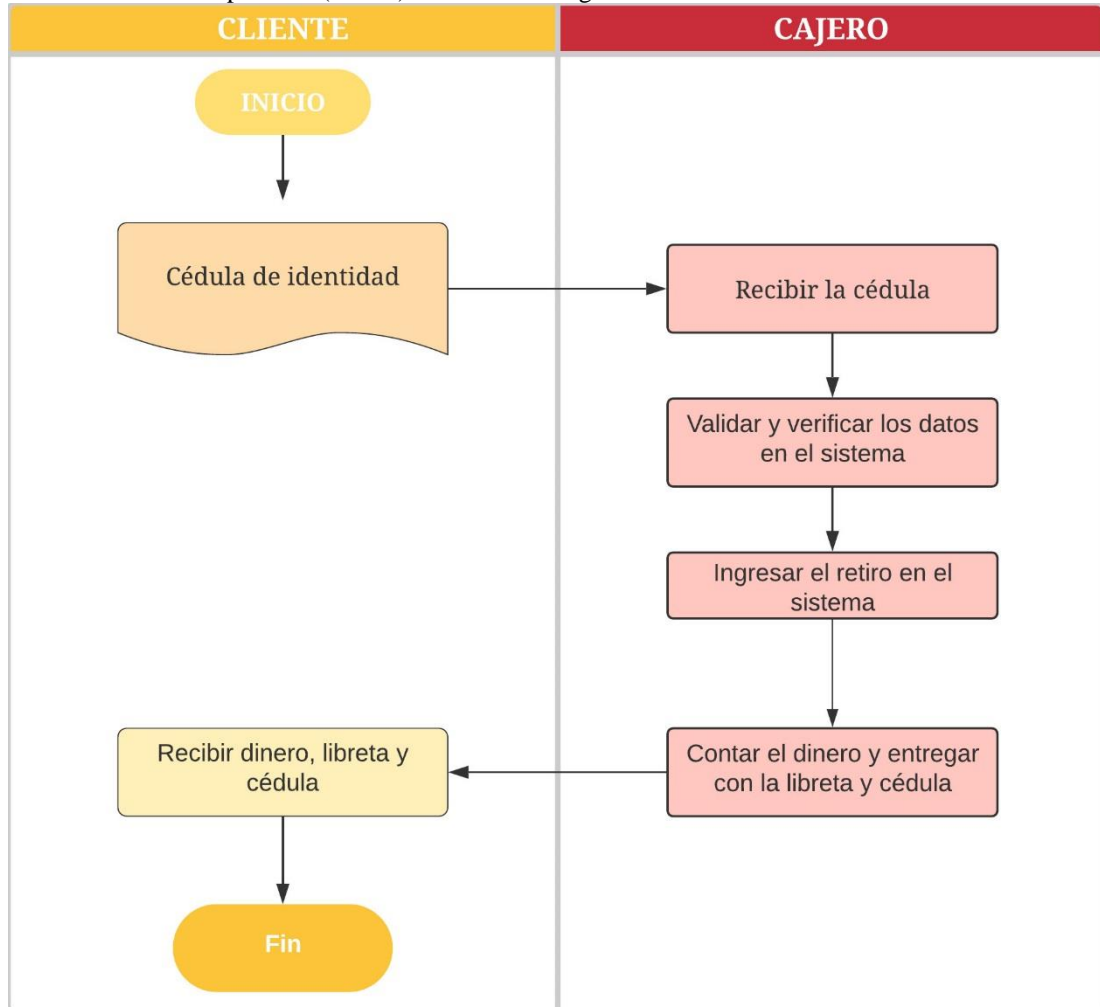 CLIENTE
CAJERO
INICIO
Cédula de identidad
Recibir la cédula
Validar y verificar los datos
en el sistema
Ingresar el retiro en el
sistema
Contar el dinero y entregar
con la libreta y cédula
Recibir dinero, libreta y
cédula
Fin